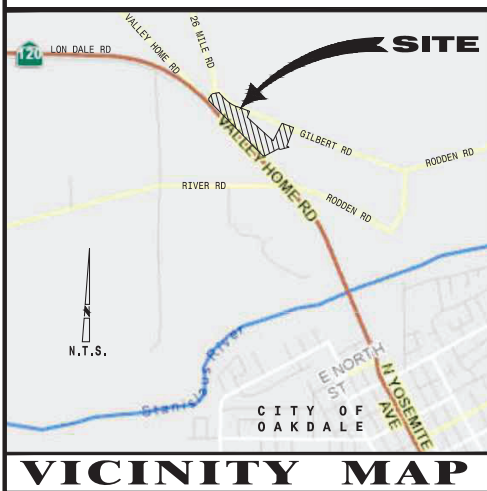 VALLEY HOME RD
26 MILE RD
SITE
120
LON DALE RD
GILBERT RD
VALLEY HOME RD
RODDEN RD
RIVER RD
RODDEN RD
N
N.T.S.
Stanislaus River
E NORTH
ST
N YOSEMITE
AVE
CITY OF
OAKDALE
VICINITY MAP